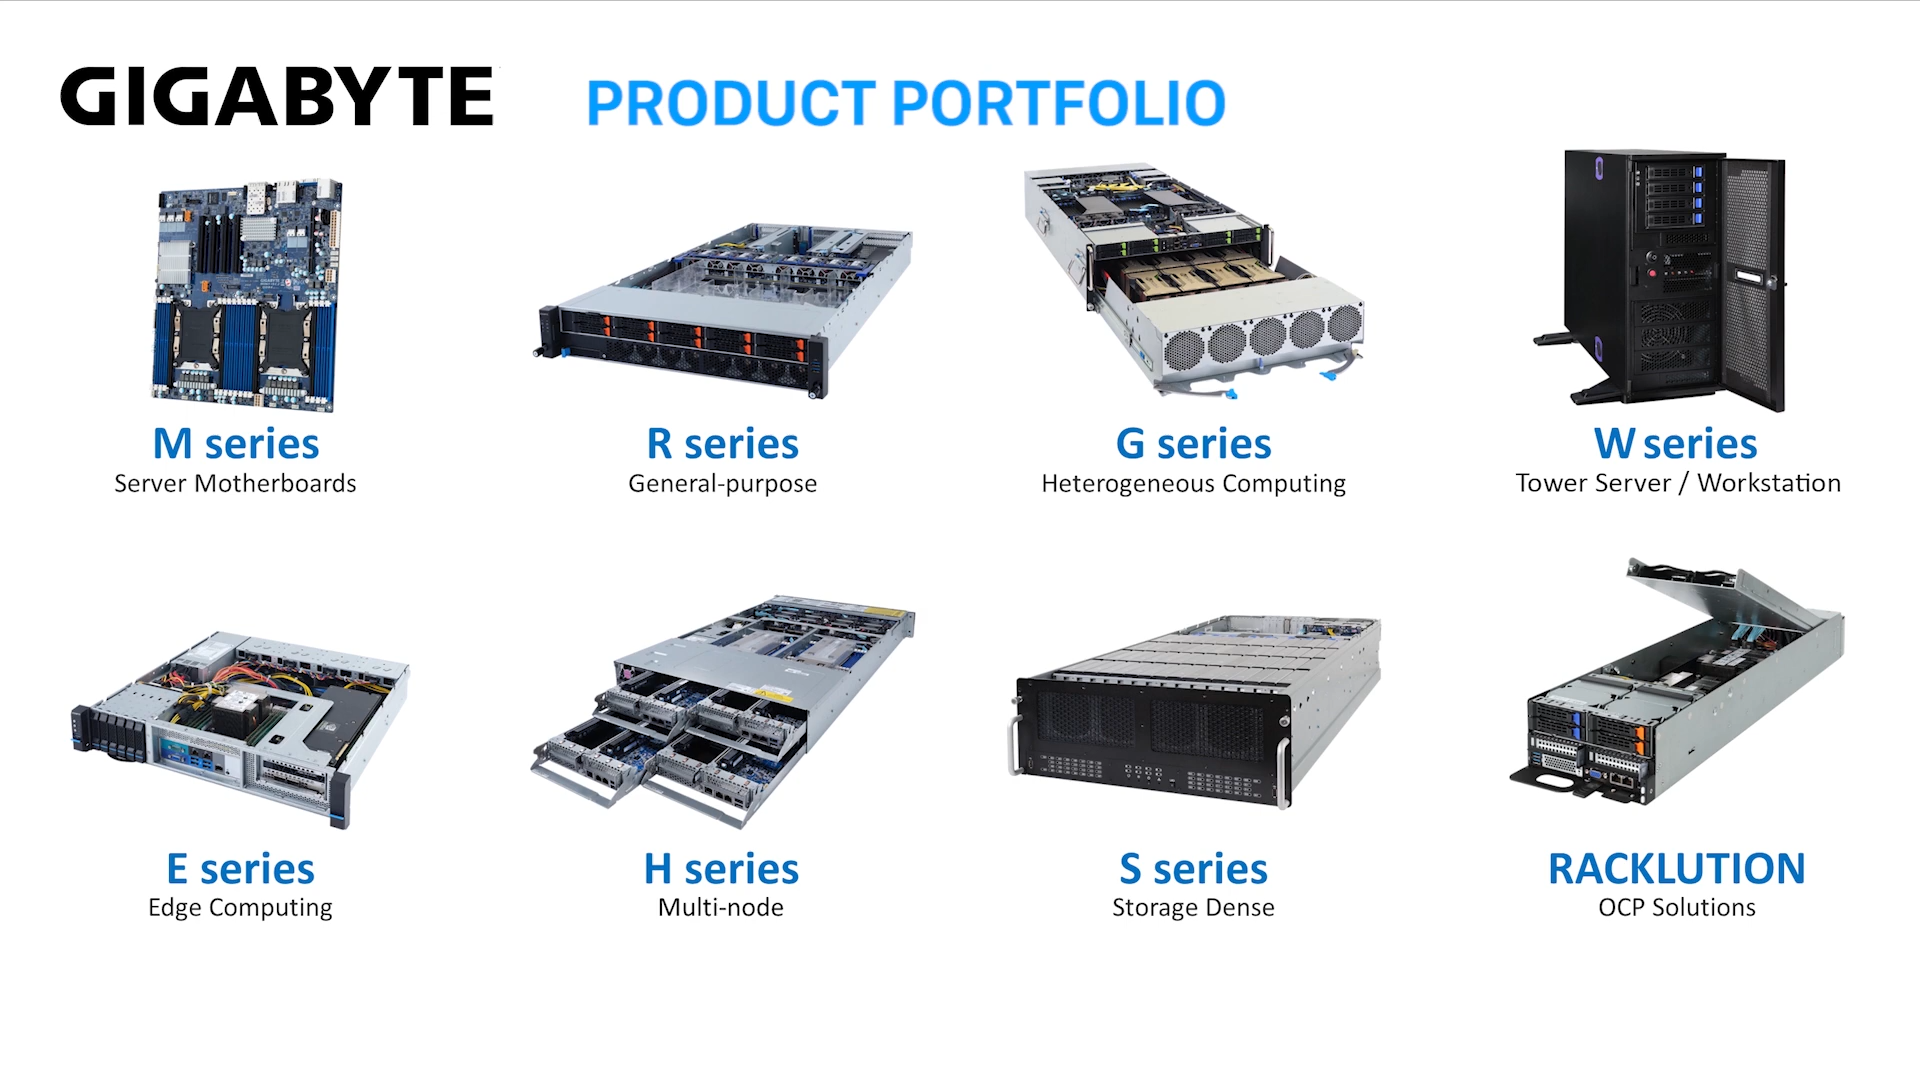 GIGABYTE PRODUCT PORTFOLIO
M series
Server Motherboards
R series
General-purpose
G series
Heterogeneous Computing
W series
Tower Server / Workstation
E series
Edge Computing
H series
Multi-node
S series
Storage Dense
RACKLUTION
OCP Solutions